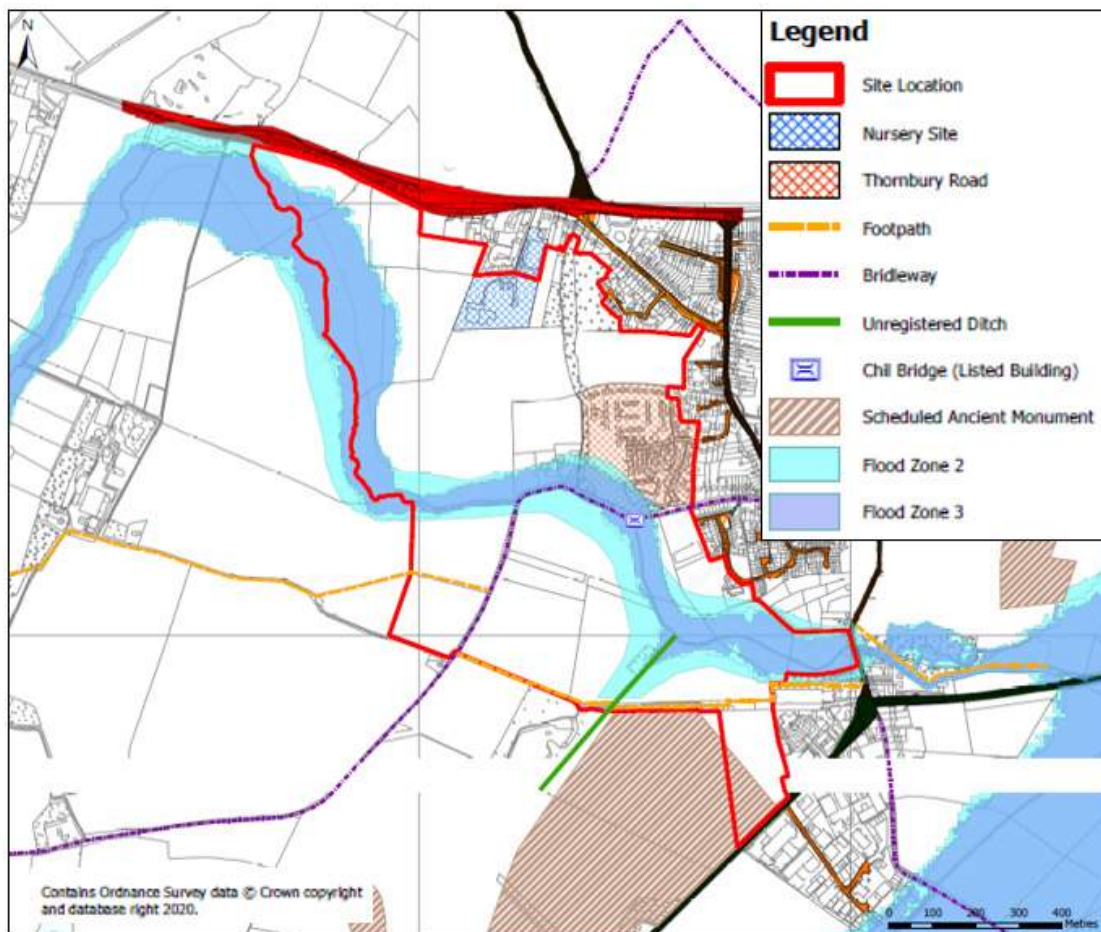 N
Legend
Site Location
Nursery Site
Thornbury Road
Footpath
Bridleway
Unregistered Ditch
Chil Bridge (Listed Building)
Scheduled Ancient Monument
Flood Zone 2
Flood Zone 3
Contains Ordnance Survey data © Crown copyright
and database right 2020.
0 100 200 300 400
Metres